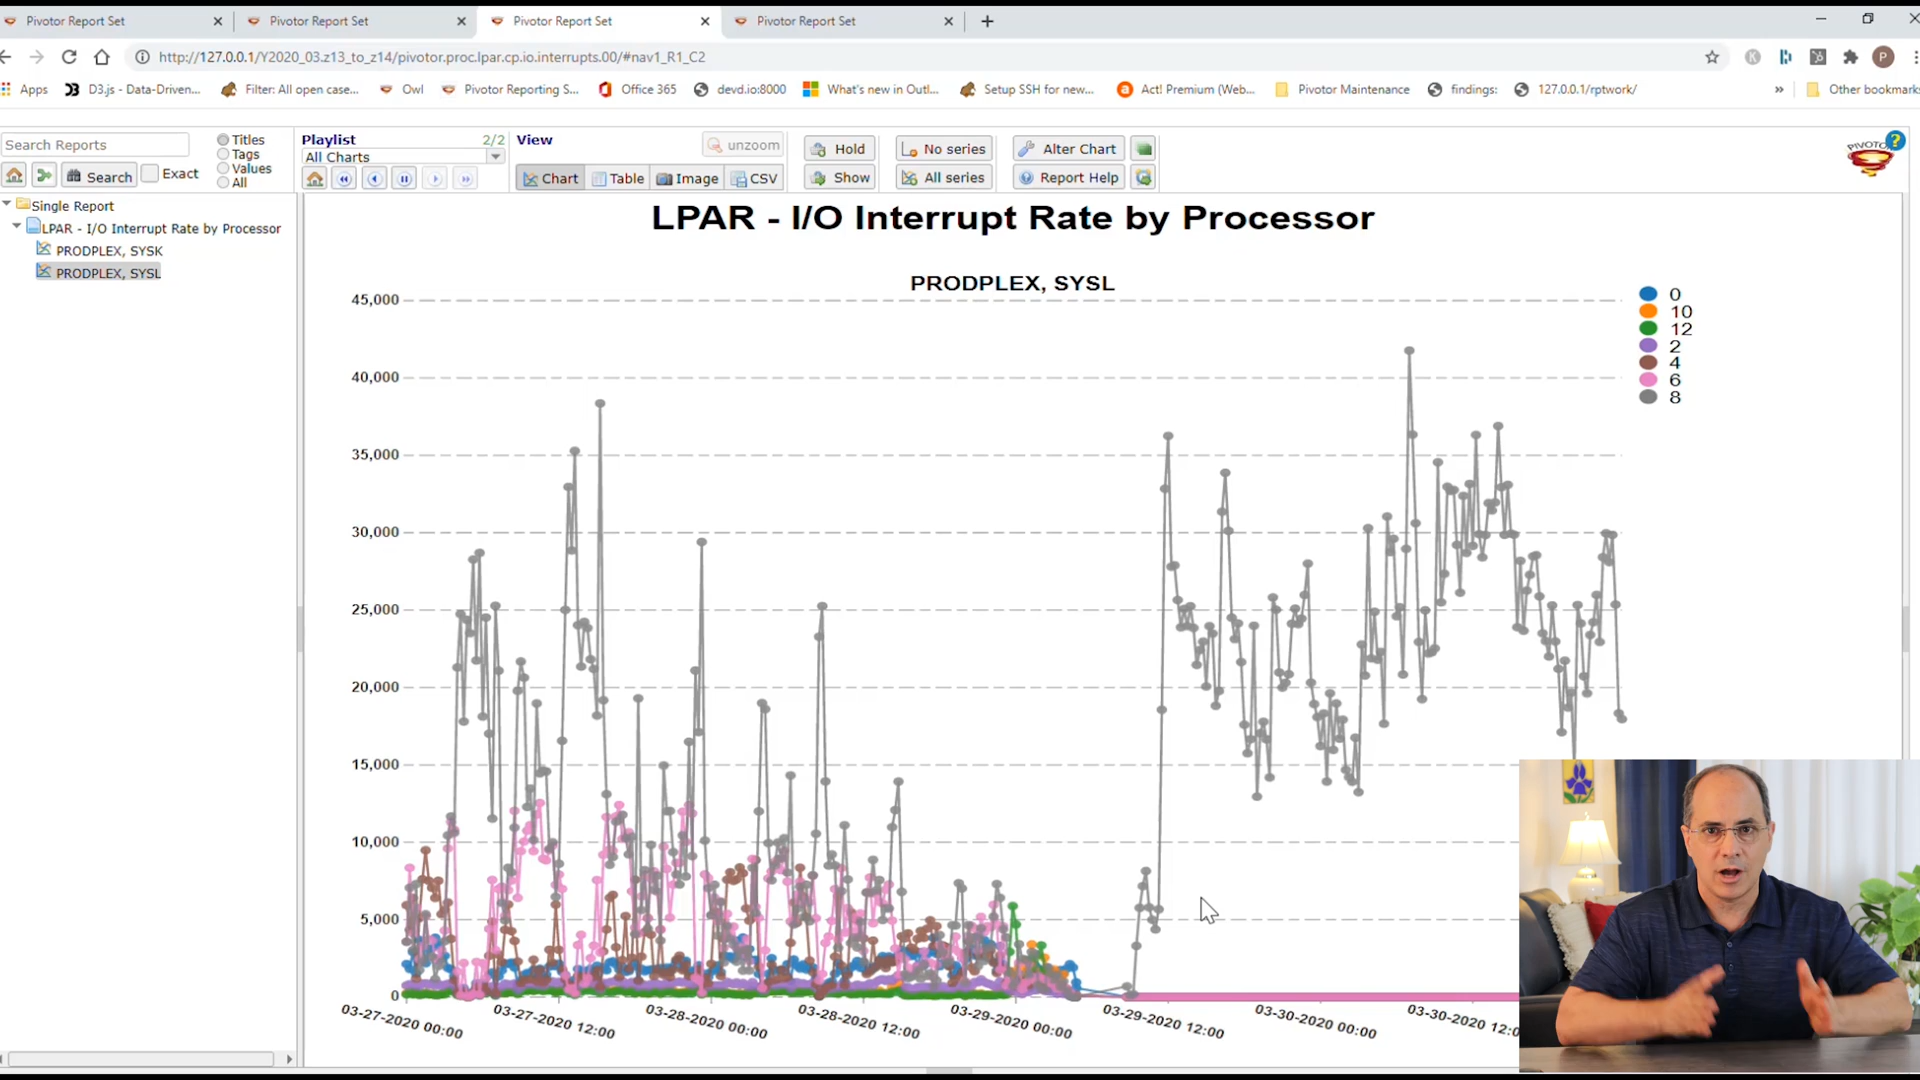 Pivotor Report Set
Pivotor Report Set
Pivotor Report Set
Pivotor Report Set
http://127.0.0.1/Y2020_03.z13_to_z14/pivotor.proc.lpar.cp.io.interrupts.00/#nav1_R1_C2
K
P
Apps
D3.js - Data-Driven...
Filter: All open case...
Owl
Pivotor Reporting S...
Office 365
devd.io:8000
What's new in Outl...
Setup SSH for new...
Act! Premium (Web...
Pivotor Maintenance
findings:
127.0.0.1/rptwork/
»
Other bookmarks
Search Reports
Titles
Tags
Values
All
Search
Exact
Playlist
2/2
All Charts
View
unzoom
Chart
Table
Image
CSV
Hold
Show
No series
All series
Alter Chart
Report Help
PIVOTOR
?
Single Report
LPAR - I/O Interrupt Rate by Processor
PRODPLEX, SYSK
PRODPLEX, SYSL
LPAR - I/O Interrupt Rate by Processor
PRODPLEX, SYSL
45,000
40,000
35,000
30,000
25,000
20,000
15,000
10,000
5,000
0
03-27-2020 00:00
03-27-2020 12:00
03-28-2020 00:00
03-28-2020 12:00
03-29-2020 00:00
03-29-2020 12:00
03-30-2020 00:00
03-30-2020 12:0
0
10
12
2
4
6
8